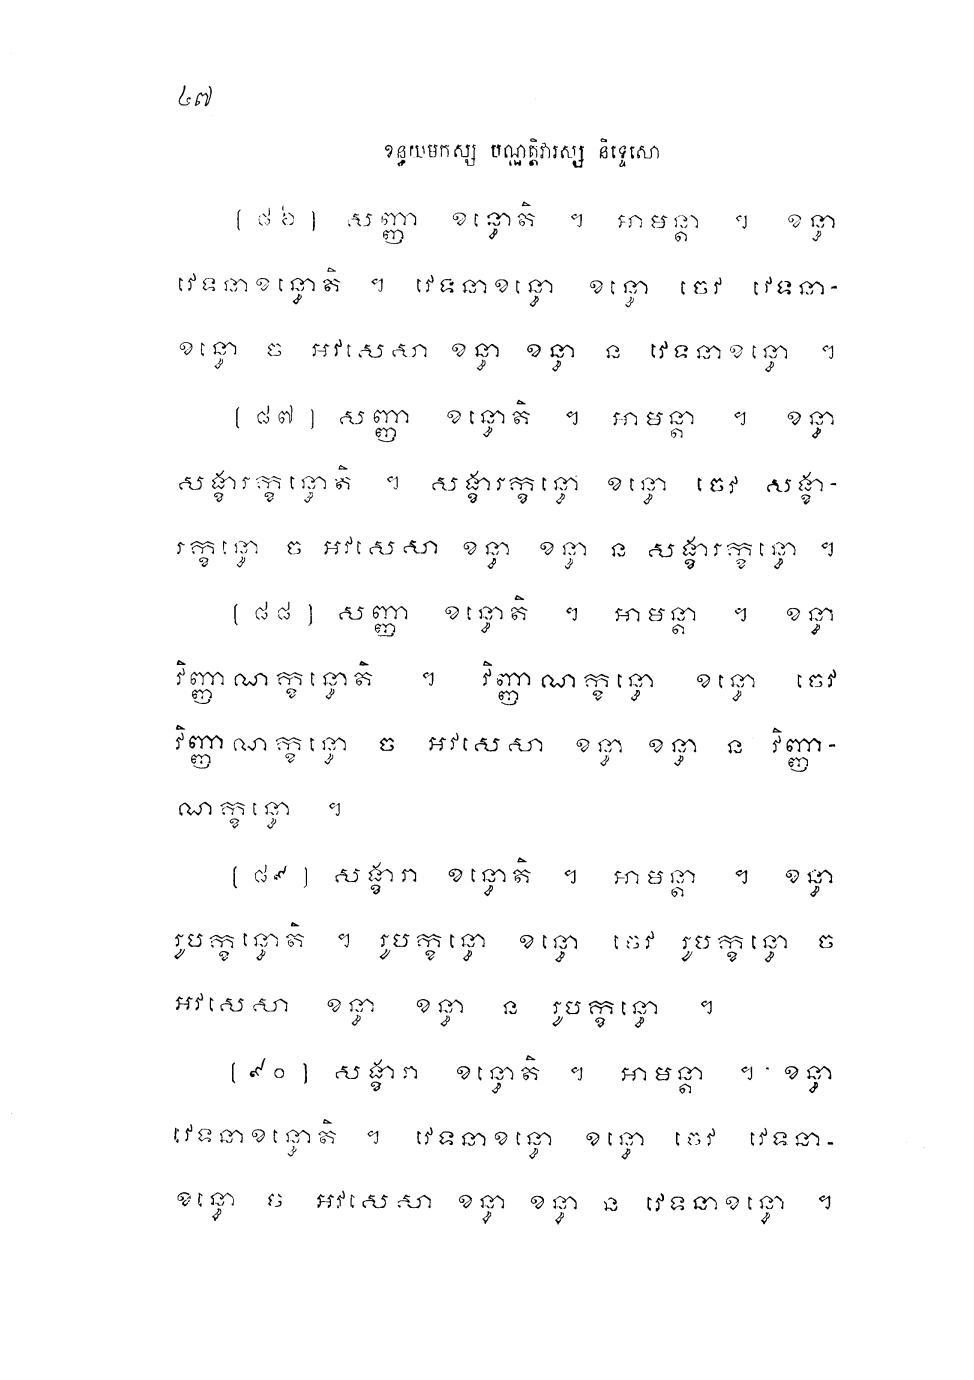 ៤៧
ខន្ធយមកស្ស បណ្ណត្តិវារស្ស និទ្ទេសោ
[៨៦] សញ្ញា ខន្ធោតិ ។ អាមន្តា ។ ខន្ធា
វេទនាខន្ធោតិ ។ វេទនាខន្ធោ ខន្ធោ ចេវ វេទនា-
ខន្ធោ ច អវសេសា ខន្ធា ខន្ធា ន វេទនាខន្ធោ ។
[៨៧] សញ្ញា ខន្ធោតិ ។ អាមន្តា ។ ខន្ធា
សង្ខារក្ខន្ធោតិ ។ សង្ខារក្ខន្ធោ ខន្ធោ ចេវ សង្ខា-
រក្ខន្ធោ ច អវសេសា ខន្ធា ខន្ធា ន សង្ខារក្ខន្ធោ ។
[៨៨] សញ្ញា ខន្ធោតិ ។ អាមន្តា ។ ខន្ធា
វិញ្ញាណក្ខន្ធោតិ ។ វិញ្ញាណក្ខន្ធោ ខន្ធោ ចេវ
វិញ្ញាណក្ខន្ធោ ច អវសេសា ខន្ធា ខន្ធា ន វិញ្ញា-
ណក្ខន្ធោ ។
[៨៩] សង្ខារា ខន្ធោតិ ។ អាមន្តា ។ ខន្ធា
រូបក្ខន្ធោតិ ។ រូបក្ខន្ធោ ខន្ធោ ចេវ រូបក្ខន្ធោ ច
អវសេសា ខន្ធា ខន្ធា ន រូបក្ខន្ធោ ។
[៩០] សង្ខារា ខន្ធោតិ ។ អាមន្តា ។ ខន្ធា
វេទនាខន្ធោតិ ។ វេទនាខន្ធោ ខន្ធោ ចេវ វេទនា-
ខន្ធោ ច អវសេសា ខន្ធា ខន្ធា ន វេទនាខន្ធោ ។